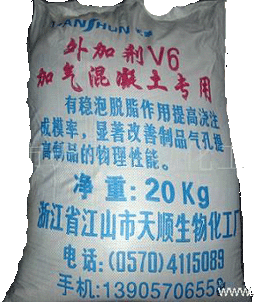 TIANSHUN
外加剂V6
加气混凝土专用
有稳泡脱脂作用提高浇注
成模率，显著改善制品气孔提
高制品的物理性能。
净重：20Kg
浙江省江山市天顺生物化工厂
电话：(0570)4115089
手机：13905706558